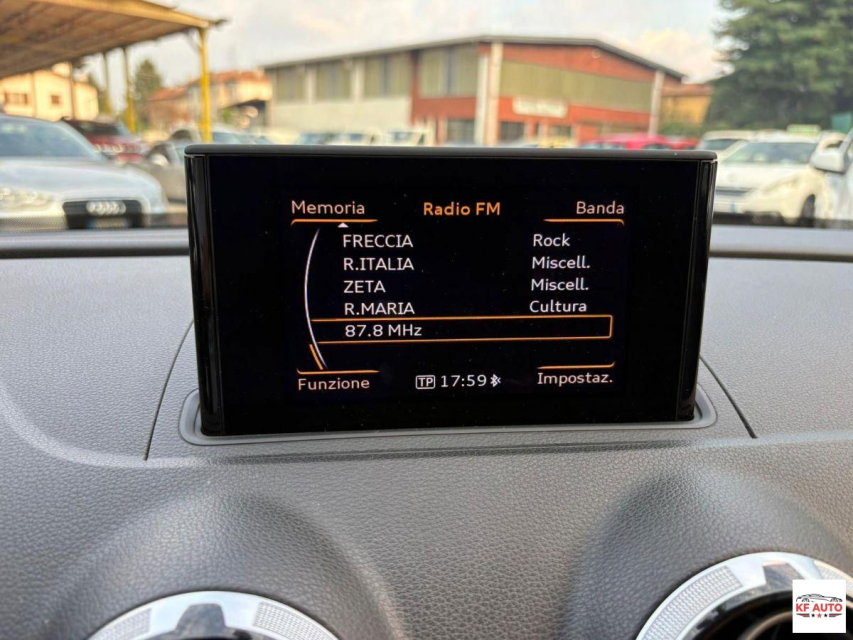 Memoria Radio FM Banda
FRECCIA Rock
R.ITALIA Miscell.
ZETA Miscell.
R.MARIA Cultura
87.8 MHz
Funzione TP 17:59 Impostaz.
KF AUTO